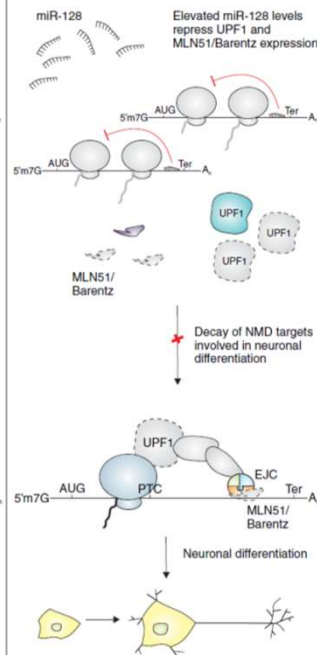 miR-128
Elevated miR-128 levels
repress UPF1 and
MLN51/Barentz expression
AUG
Ter
5'm7G
AUG
Ter
5'm7G
UPF1
UPF1
UPF1
MLN51/
Barentz
Decay of NMD targets
involved in neuronal
differentiation
UPF1
EJC
AUG
PTC
Ter
5'm7G
MLN51/
Barentz
Neuronal differentiation